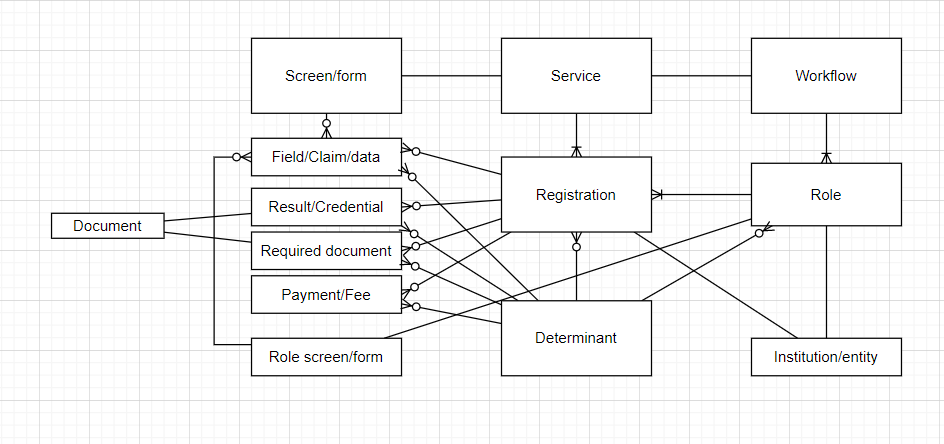 Screen/form
Service
Workflow
Field/Claim/data
Registration
Role
Result/Credential
Document
Required document
Payment/Fee
Determinant
Role screen/form
Institution/entity